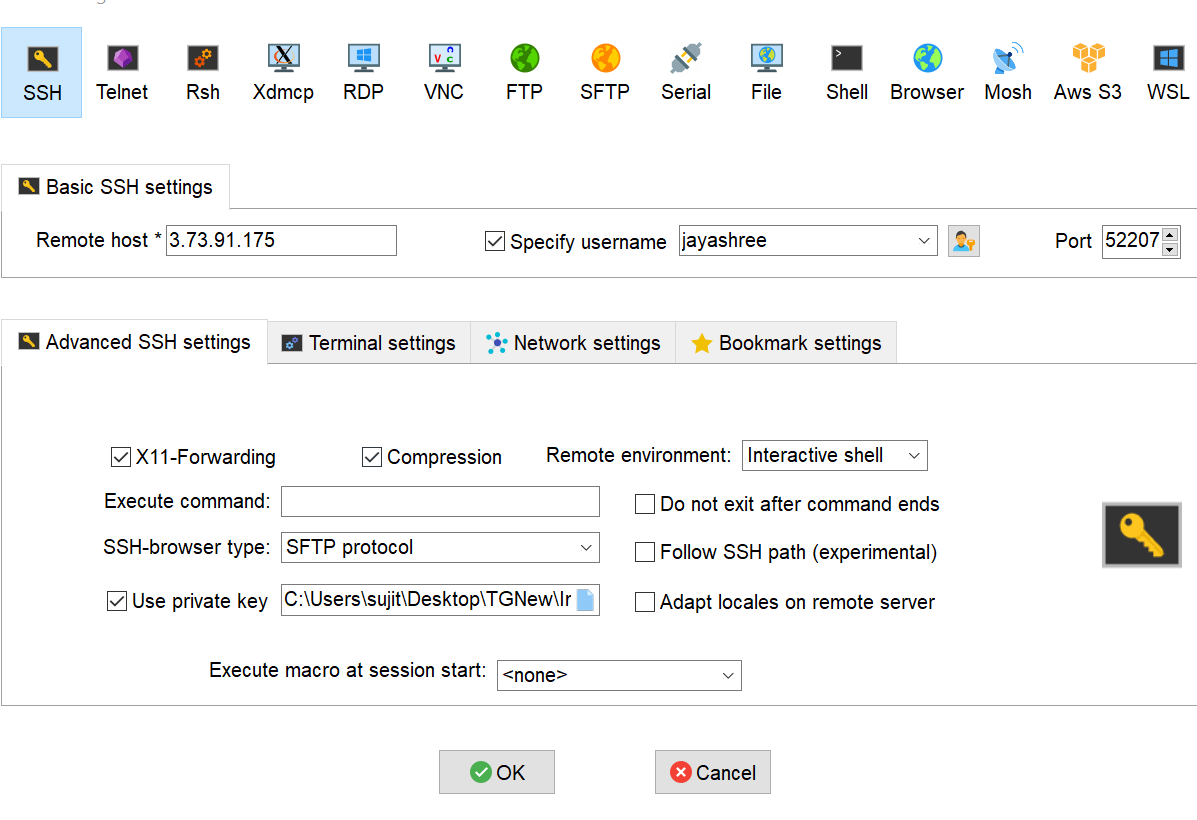 SSH Telnet Rsh Xdmcp RDP VNC FTP SFTP Serial File Shell Browser Mosh Aws S3 WSL
Basic SSH settings
Remote host * 3.73.91.175 Specify username jayashree Port 52207
Advanced SSH settings Terminal settings Network settings Bookmark settings
X11-Forwarding Compression Remote environment: Interactive shell
Execute command: Do not exit after command ends
SSH-browser type: SFTP protocol Follow SSH path (experimental)
Use private key C:\Users\sujit\Desktop\TGNew\Ir Adapt locales on remote server
Execute macro at session start: <none>
OK Cancel